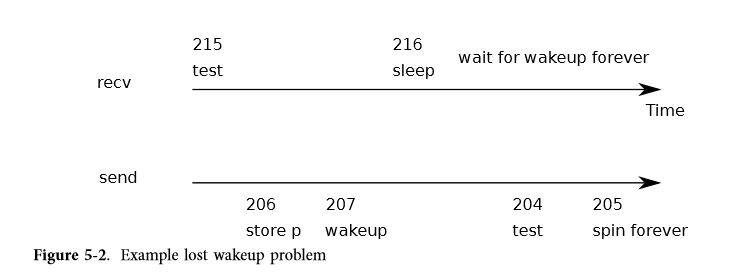 215
216
test
sleep
wait for wakeup forever
recv
Time
send
206
207
204
205
store p
wakeup
test
spin forever
Figure 5-2. Example lost wakeup problem